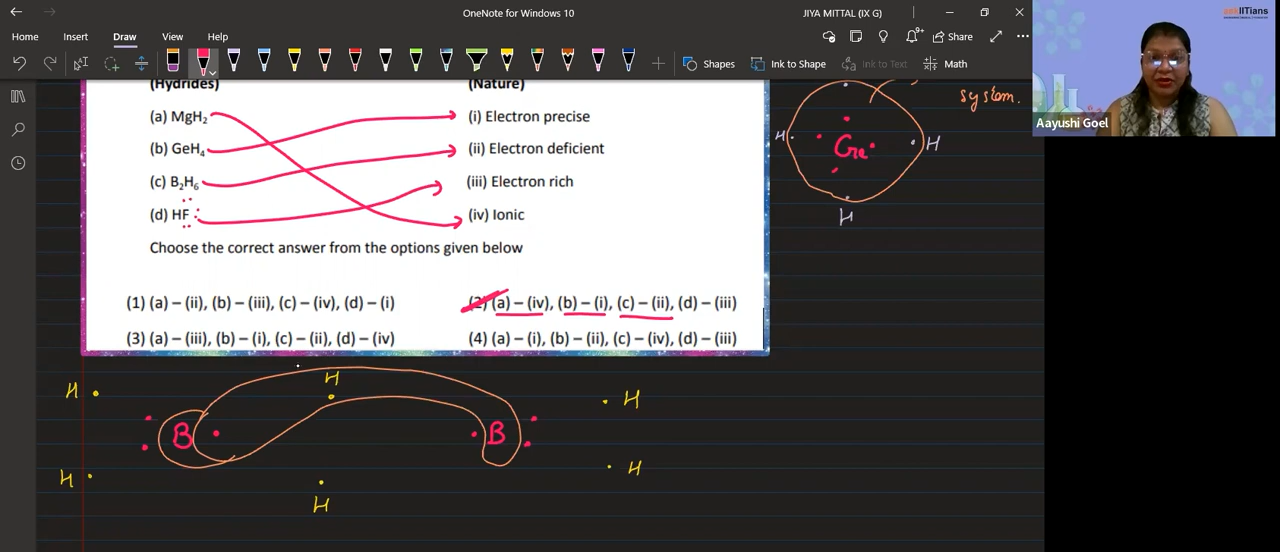 OneNote for Windows 10
JIYA MITTAL (IX G)
Home Insert Draw View Help
Share
Shapes Ink to Shape Ink to Text Math
askIITians
Aayushi Goel
(Hydrides) (Nature)
(a) MgH₂ (i) Electron precise
(b) GeH₄ (ii) Electron deficient
(c) B₂H₆ (iii) Electron rich
(d) HF (iv) Ionic
Choose the correct answer from the options given below
(1) (a) – (ii), (b) – (iii), (c) – (iv), (d) – (i) (2) (a) – (iv), (b) – (i), (c) – (ii), (d) – (iii)
(3) (a) – (iii), (b) – (i), (c) – (ii), (d) – (iv) (4) (a) – (i), (b) – (ii), (c) – (iv), (d) – (iii)
system.
H Ge H
H
H H H
B B
H H H